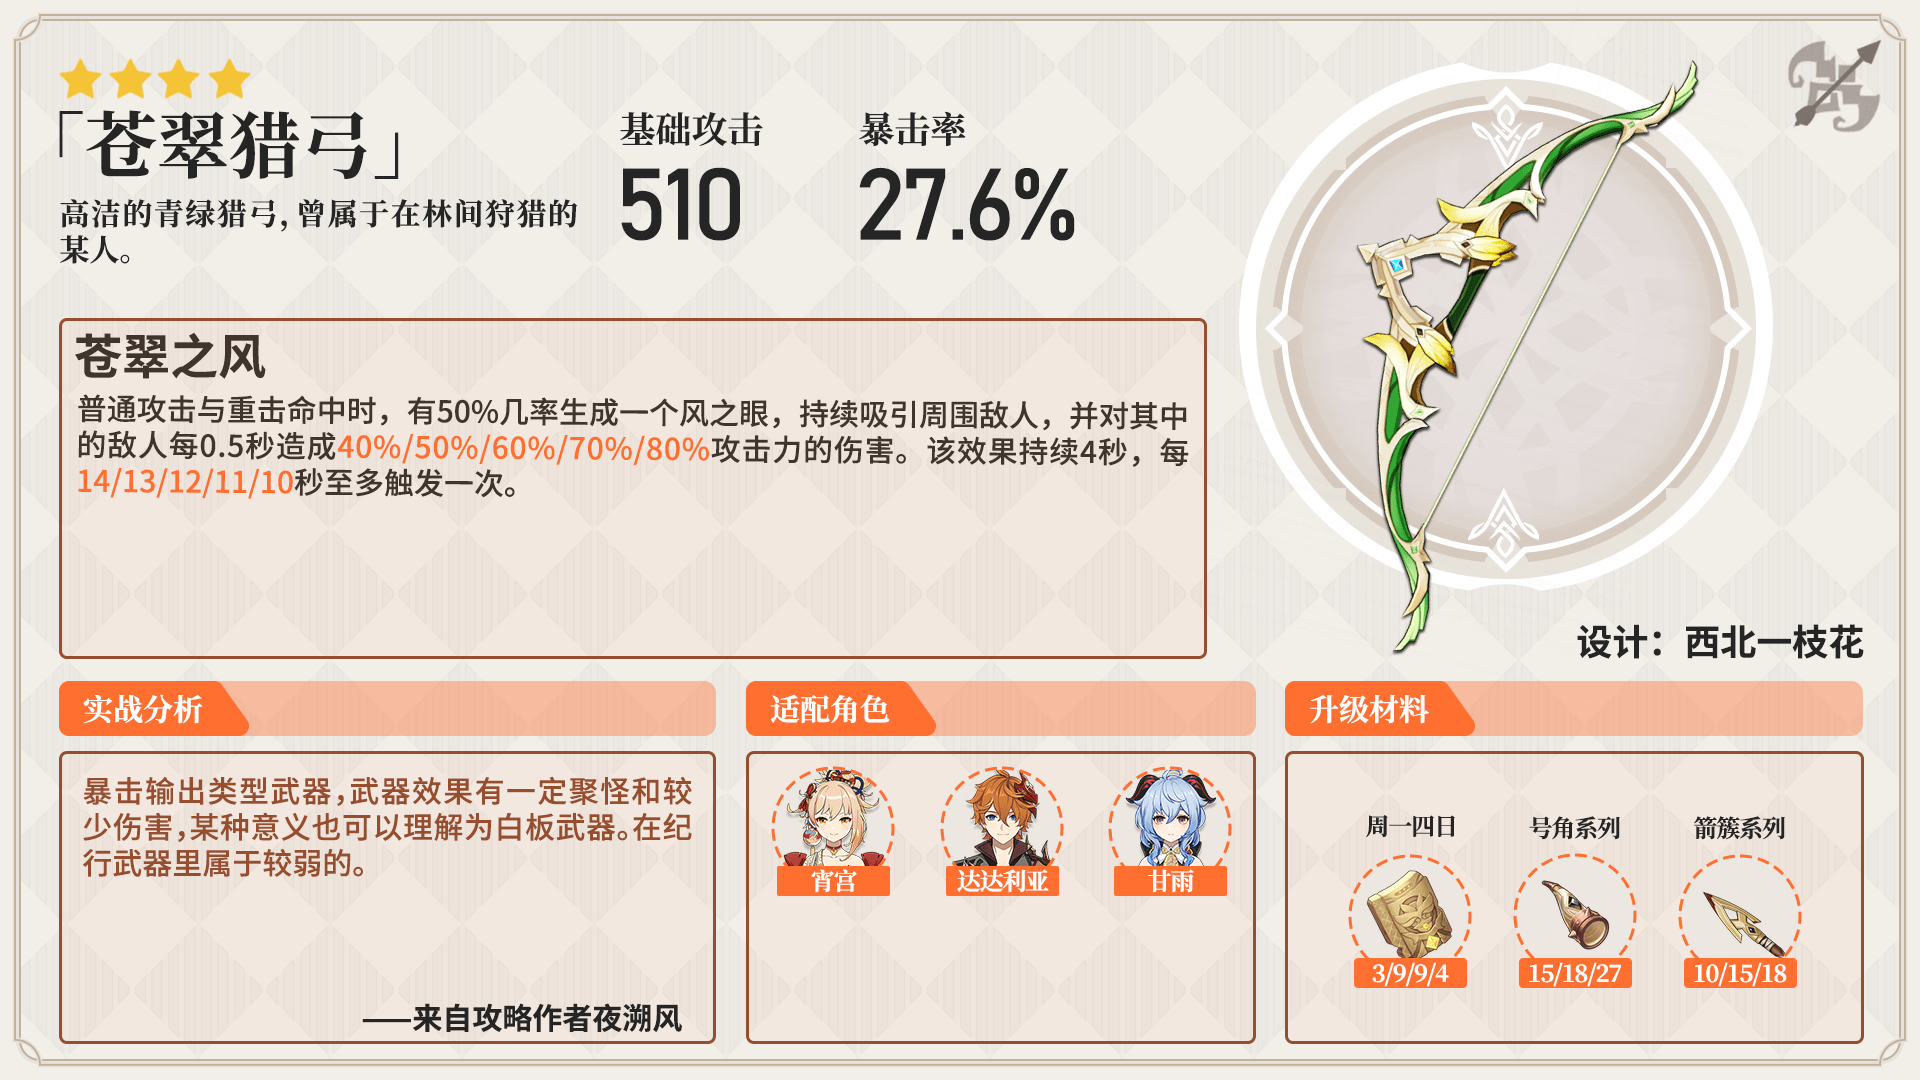 「苍翠猎弓」
高洁的青绿猎弓，曾属于在林间狩猎的
某人。
基础攻击
510
暴击率
27.6%
苍翠之风
普通攻击与重击命中时，有50%几率生成一个风之眼，持续吸引周围敌人，并对其中
的敌人每0.5秒造成40%/50%/60%/70%/80%攻击力的伤害。该效果持续4秒，每
14/13/12/11/10秒至多触发一次。
设计：西北一枝花
实战分析
暴击输出类型武器，武器效果有一定聚怪和较
少伤害，某种意义也可以理解为白板武器。在纪
行武器里属于较弱的。
——来自攻略作者夜溯风
适配角色
宵宫
达达利亚
甘雨
升级材料
周一四日
号角系列
箭簇系列
3/9/9/4
15/18/27
10/15/18